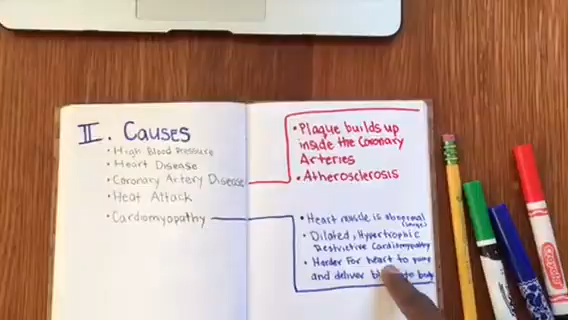 II. Causes
• High Blood Pressure
• Heart Disease
• Coronary Artery Disease
• Heat Attack
• Cardiomyopathy
• Plaque builds up
inside the Coronary
Arteries
• Atherosclerosis
• Heart muscle is abnormal
• Dilated, Hypertrophic
Restrictive Cardiomyopathy
• Harder For heart to pump
and deliver to body
Crayola